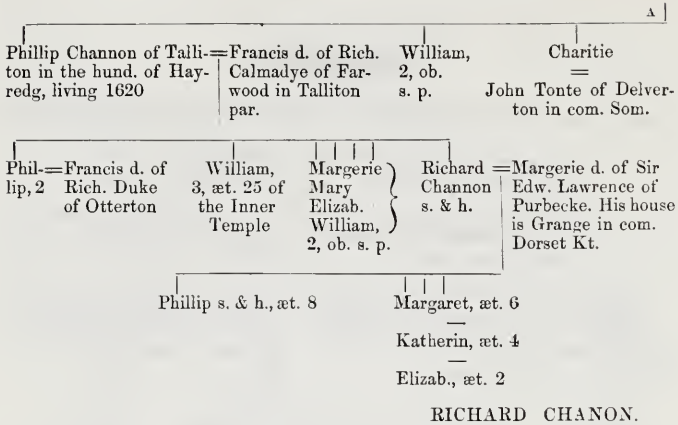 A
Phillip Channon of Talli-
ton in the hund. of Hay-
redg, living 1620
=Francis d. of Rich.
Calmadye of Far-
wood in Talliton
par.
William,
2, ob.
s. p.
Charitie
=
John Tonte of Delver-
ton in com. Som.
Phil-
lip, 2
=Francis d. of
Rich. Duke
of Otterton
William,
3, æt. 25 of
the Inner
Temple
Margerie
Mary
Elizab.
William,
2, ob. s. p.
Richard
Channon
s. & h.
=Margerie d. of Sir
Edw. Lawrence of
Purbecke. His house
is Grange in com.
Dorset Kt.
Phillip s. & h., æt. 8
Margaret, æt. 6
Katherin, æt. 4
Elizab., æt. 2
RICHARD CHANON.